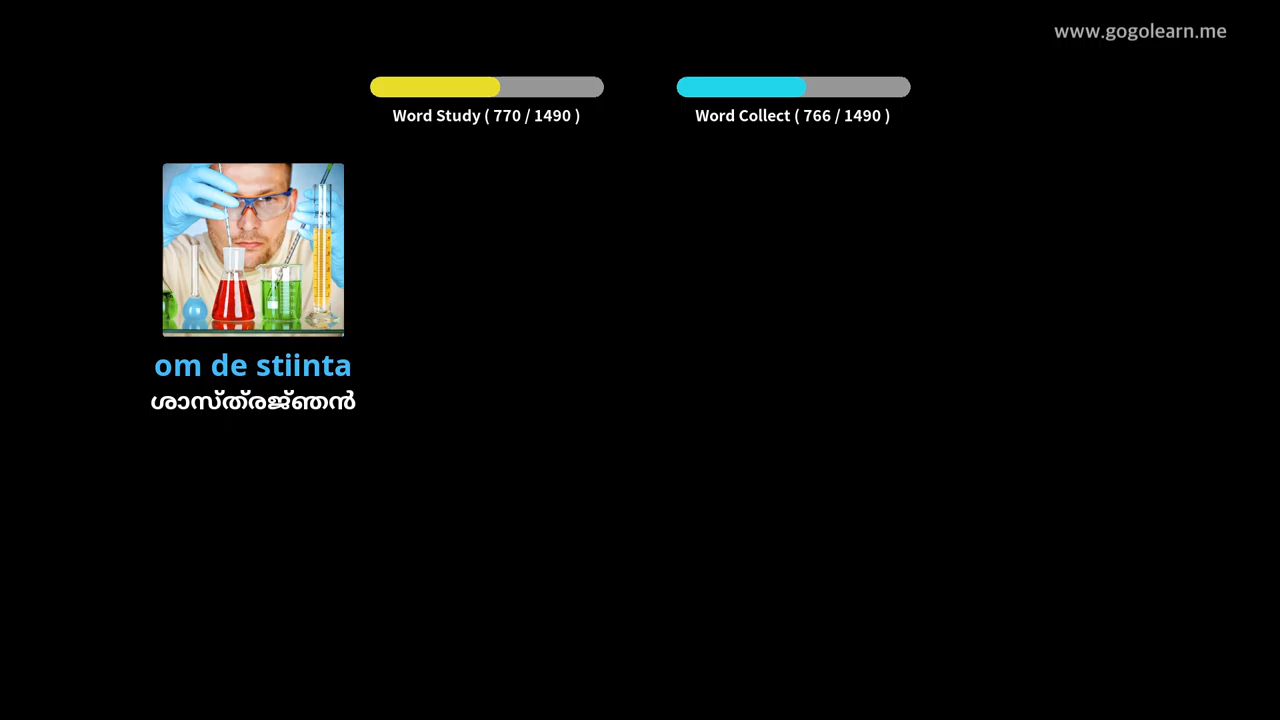 www.gogolearn.me
Word Study ( 770 / 1490 )
Word Collect ( 766 / 1490 )
om de stiinta
ശാസ്ത്രജ്ഞൻ